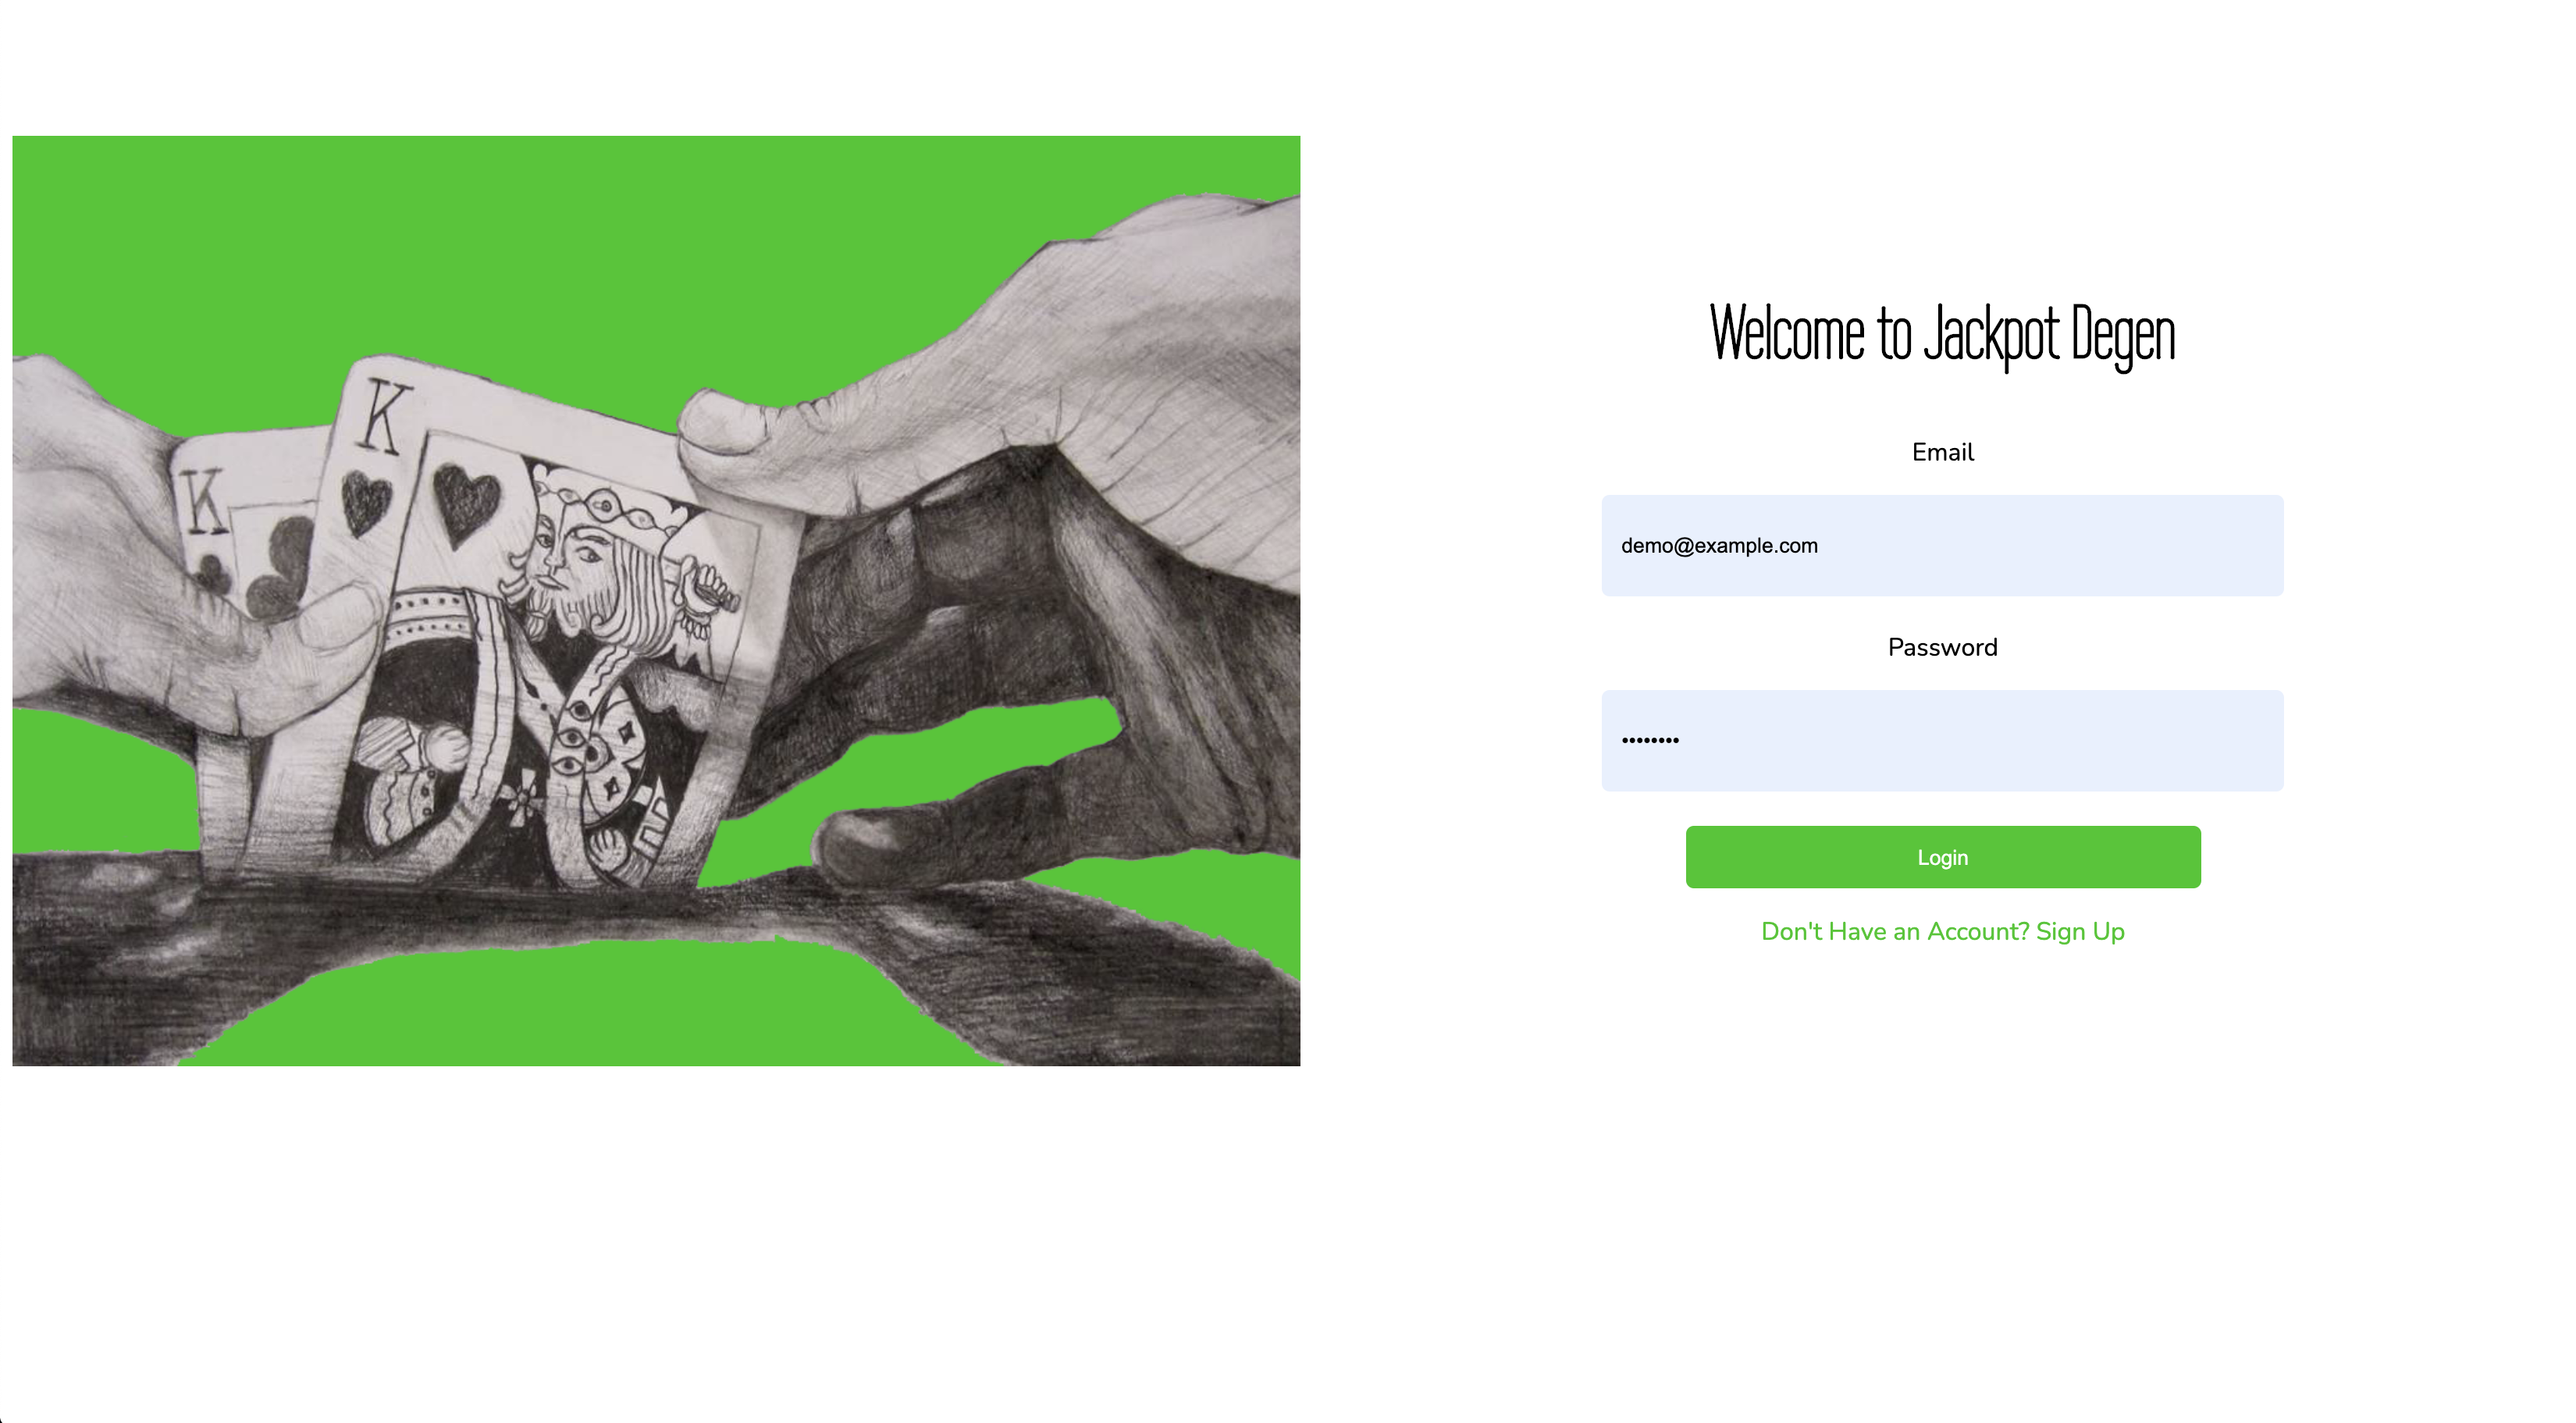 K
K
Welcome to Jackpot Degen
Email
demo@example.com
Password
••••••••
Login
Don't Have an Account? Sign Up